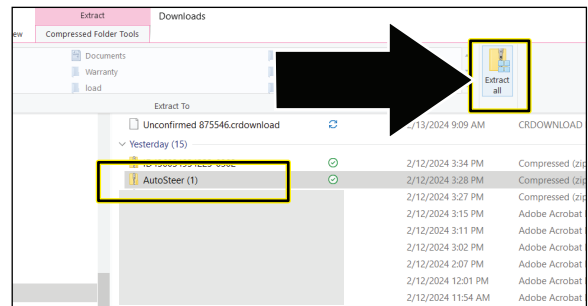 Extract Downloads
ew Compressed Folder Tools
Documents
Warranty
load
Extract all
Extract To
Unconfirmed 875546.crdownload 2/13/2024 9:09 AM CRDOWNLOAD
Yesterday (15)
2/12/2024 3:34 PM Compressed (zip
AutoSteer (1) 2/12/2024 3:28 PM Compressed (zip
2/12/2024 3:27 PM Compressed (zip
2/12/2024 3:15 PM Adobe Acrobat
2/12/2024 3:11 PM Adobe Acrobat
2/12/2024 3:02 PM Adobe Acrobat
2/12/2024 2:07 PM Adobe Acrobat
2/12/2024 12:01 PM Adobe Acrobat
2/12/2024 11:54 AM Adobe Acrobat